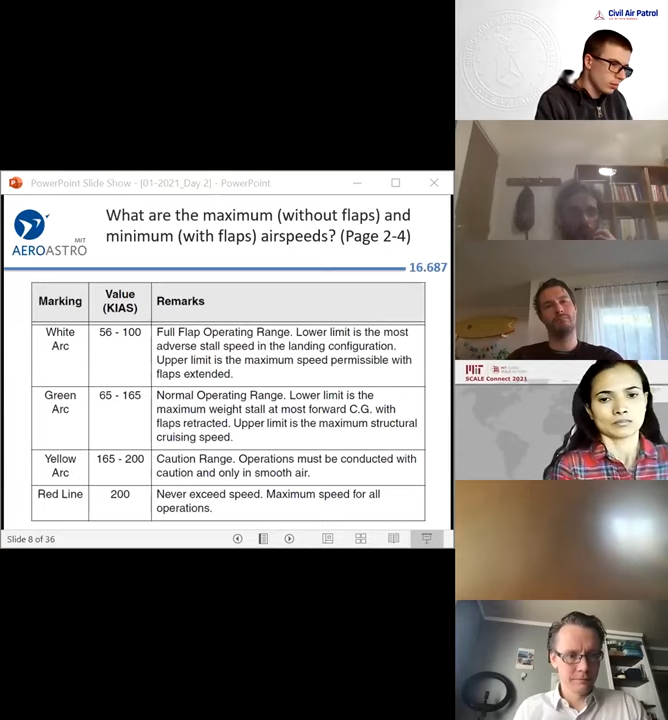 Civil Air Patrol
PowerPoint Slide Show - [01-2021_Day 2] - PowerPoint
What are the maximum (without flaps) and
minimum (with flaps) airspeeds? (Page 2-4)
MIT
AEROASTRO
16.687
Marking
Value
(KIAS)
Remarks
White
Arc
56 - 100
Full Flap Operating Range. Lower limit is the most
adverse stall speed in the landing configuration.
Upper limit is the maximum speed permissible with
flaps extended.
Green
Arc
65 - 165
Normal Operating Range. Lower limit is the
maximum weight stall at most forward C.G. with
flaps retracted. Upper limit is the maximum structural
cruising speed.
Yellow
Arc
165 - 200
Caution Range. Operations must be conducted with
caution and only in smooth air.
Red Line
200
Never exceed speed. Maximum speed for all
operations.
Slide 8 of 36
MIT
SCALE Connect 2021